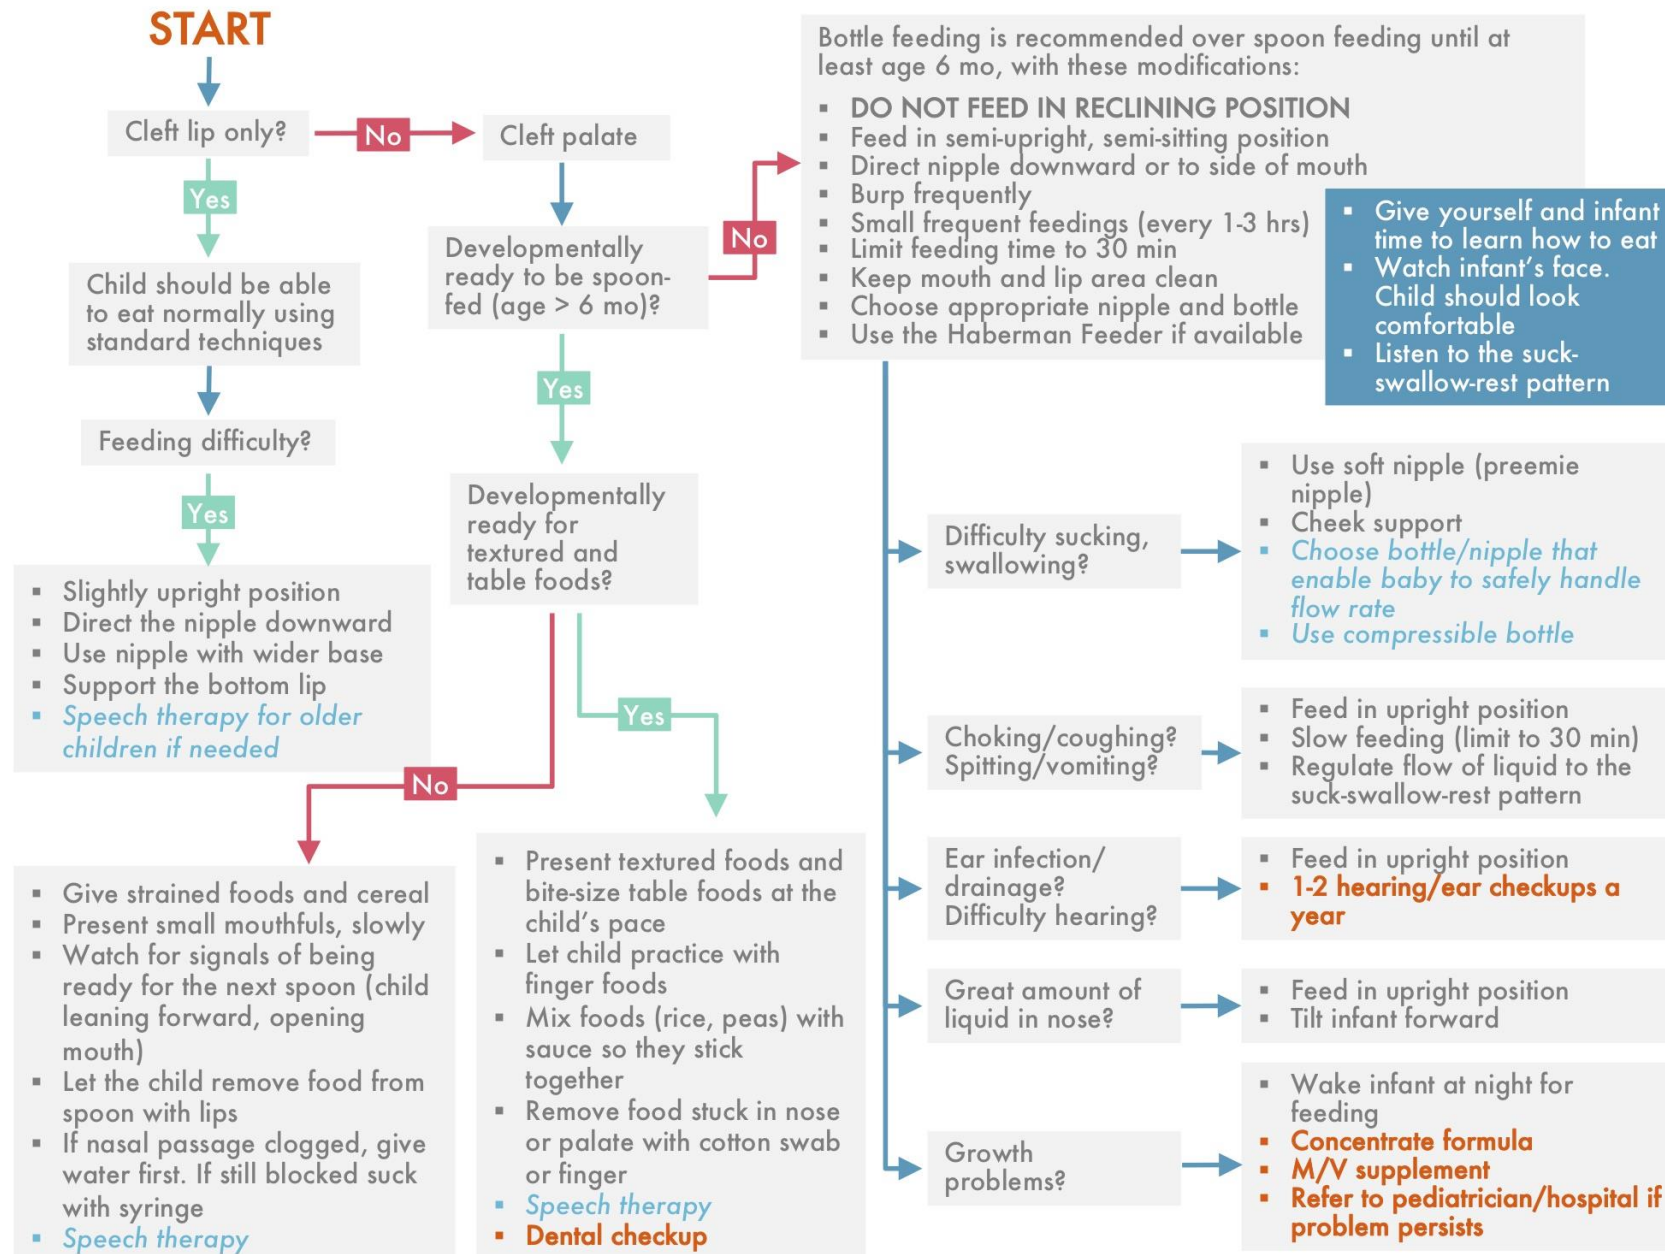 START
Cleft lip only?
No
Cleft palate
Yes
Child should be able
to eat normally using
standard techniques
Feeding difficulty?
Yes
▪ Slightly upright position
▪ Direct the nipple downward
▪ Use nipple with wider base
▪ Support the bottom lip
▪ Speech therapy for older
children if needed
Developmentally
ready to be spoon-
fed (age > 6 mo)?
No
Yes
Developmentally
ready for
textured and
table foods?
No
Yes
▪ Give strained foods and cereal
▪ Present small mouthfuls, slowly
▪ Watch for signals of being
ready for the next spoon (child
leaning forward, opening
mouth)
▪ Let the child remove food from
spoon with lips
▪ If nasal passage clogged, give
water first. If still blocked suck
with syringe
▪ Speech therapy
▪ Present textured foods and
bite-size table foods at the
child's pace
▪ Let child practice with
finger foods
▪ Mix foods (rice, peas) with
sauce so they stick
together
▪ Remove food stuck in nose
or palate with cotton swab
or finger
▪ Speech therapy
▪ Dental checkup
Bottle feeding is recommended over spoon feeding until at
least age 6 mo, with these modifications:
▪ DO NOT FEED IN RECLINING POSITION
▪ Feed in semi-upright, semi-sitting position
▪ Direct nipple downward or to side of mouth
▪ Burp frequently
▪ Small frequent feedings (every 1-3 hrs)
▪ Limit feeding time to 30 min
▪ Keep mouth and lip area clean
▪ Choose appropriate nipple and bottle
▪ Use the Haberman Feeder if available
▪ Give yourself and infant
time to learn how to eat
▪ Watch infant's face.
Child should look
comfortable
▪ Listen to the suck-
swallow-rest pattern
Difficulty sucking,
swallowing?
▪ Use soft nipple (preemie
nipple)
▪ Cheek support
▪ Choose bottle/nipple that
enable baby to safely handle
flow rate
▪ Use compressible bottle
Choking/coughing?
Spitting/vomiting?
▪ Feed in upright position
▪ Slow feeding (limit to 30 min)
▪ Regulate flow of liquid to the
suck-swallow-rest pattern
Ear infection/
drainage?
Difficulty hearing?
▪ Feed in upright position
▪ 1-2 hearing/ear checkups a
year
Great amount of
liquid in nose?
▪ Feed in upright position
▪ Tilt infant forward
Growth
problems?
▪ Wake infant at night for
feeding
▪ Concentrate formula
▪ M/V supplement
▪ Refer to pediatrician/hospital if
problem persists